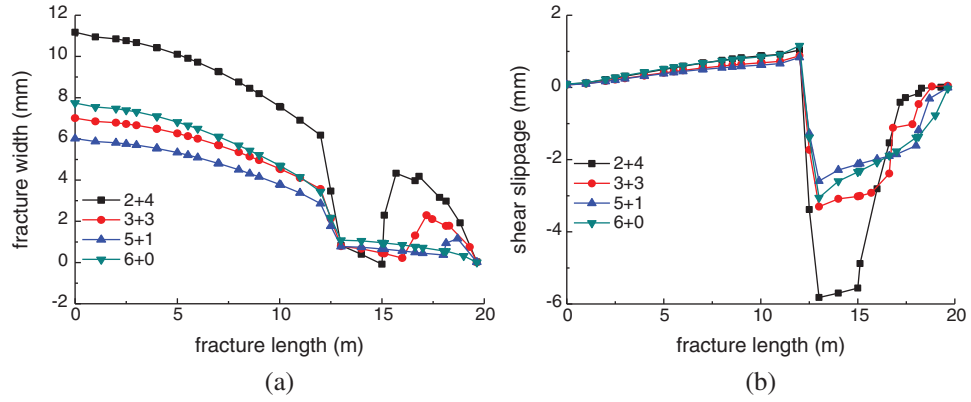 12
10
8
6
4
2
0
-2
fracture width (mm)
2+4
3+3
5+1
6+0
0 5 10 15 20
fracture length (m)
(a)
2
0
-2
-4
-6
shear slippage (mm)
2+4
3+3
5+1
6+0
0 5 10 15 20
fracture length (m)
(b)